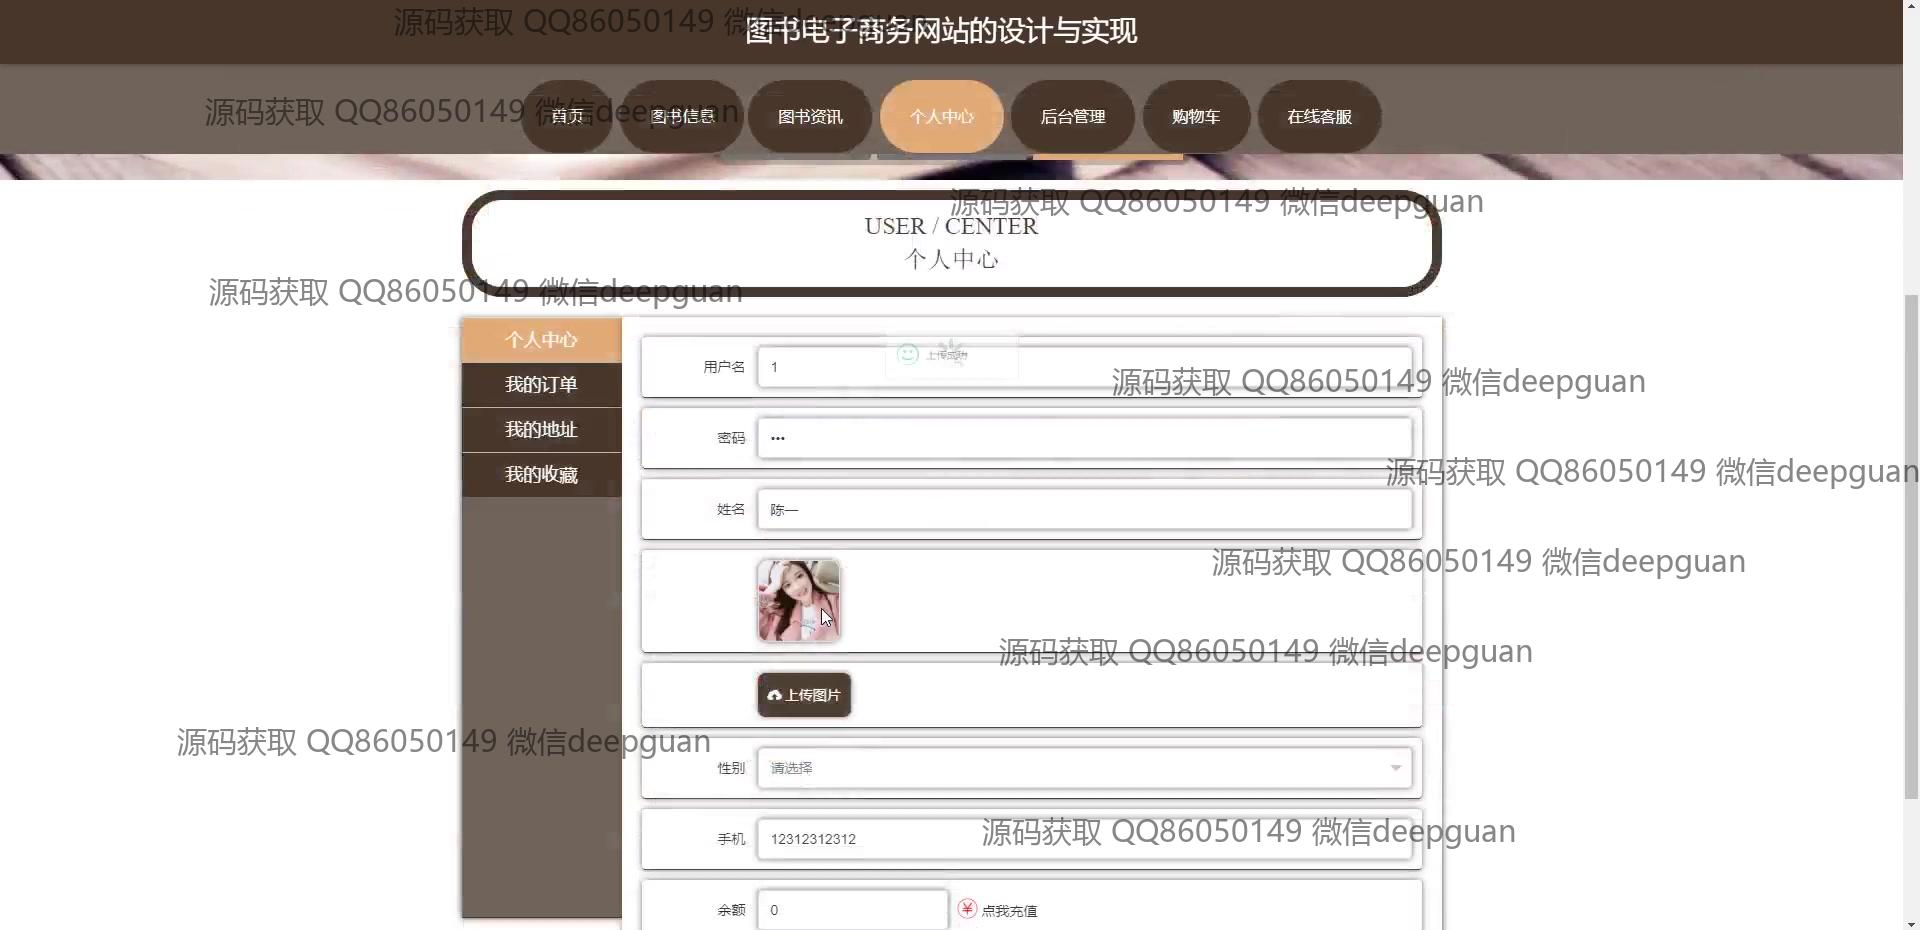 源码获取 QQ86050149 微信deepguan
图书电子商务网站的设计与实现
源码获取 QQ86050149 微信deepguan
首页 图书信息 图书资讯 个人中心 后台管理 购物车 在线客服
源码获取 QQ86050149 微信deepguan
USER / CENTER
个人中心
源码获取 QQ86050149 微信deepguan
个人中心
我的订单
我的地址
我的收藏
上传成功
用户名 1
源码获取 QQ86050149 微信deepguan
密码 •••
源码获取 QQ86050149 微信deepguan
姓名 陈一
源码获取 QQ86050149 微信deepguan
源码获取 QQ86050149 微信deepguan
上传图片
源码获取 QQ86050149 微信deepguan
性别 请选择
手机 12312312312
源码获取 QQ86050149 微信deepguan
余额 0 ¥ 点我充值